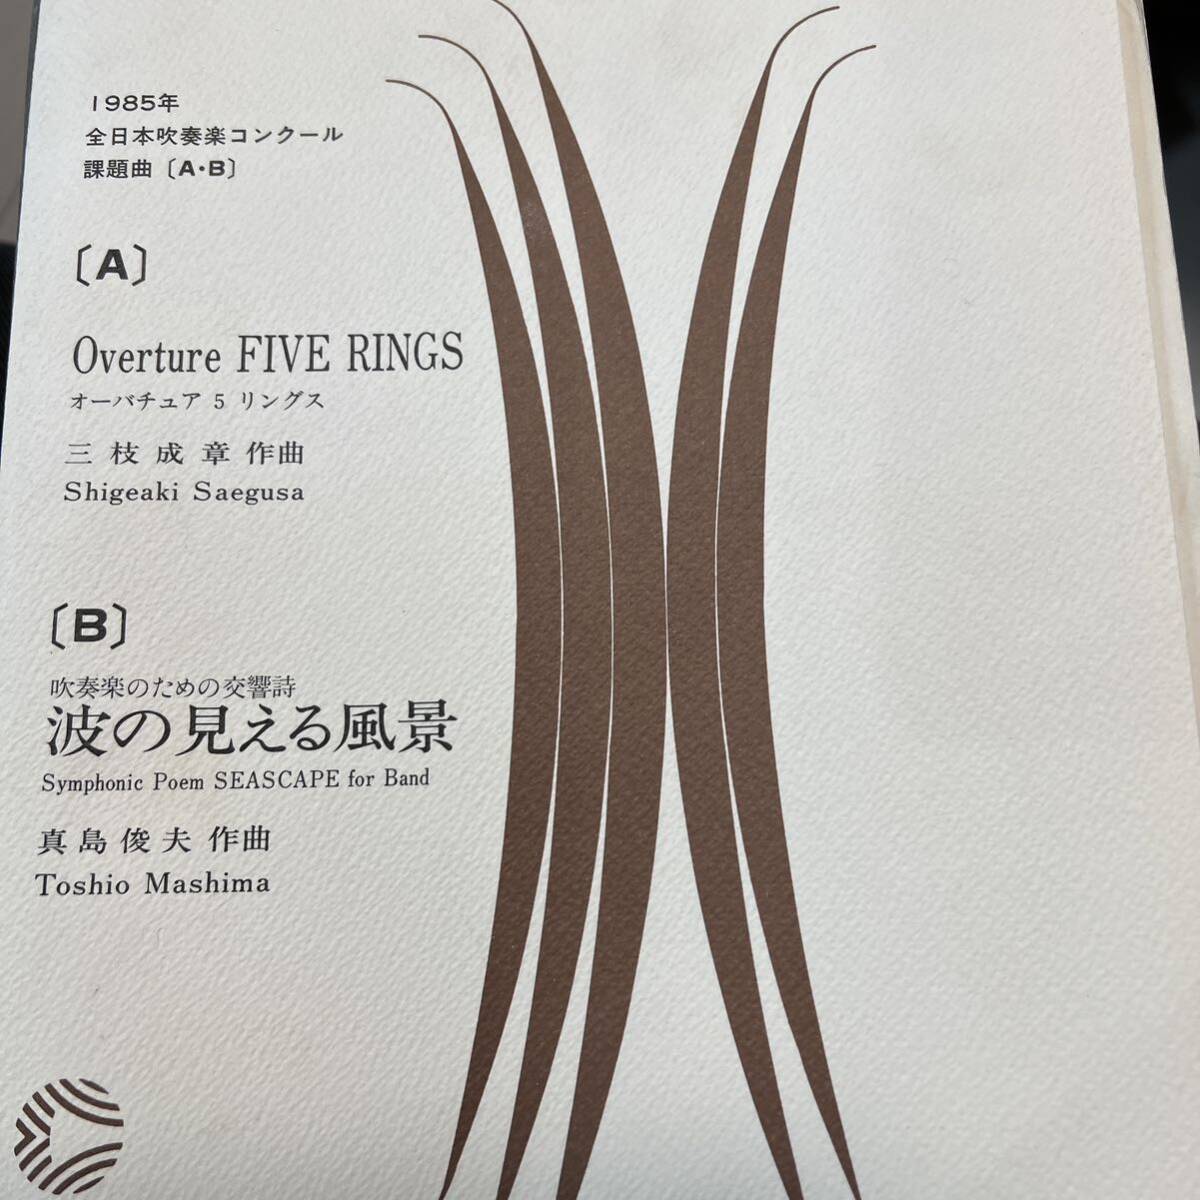 1985年
全日本吹奏楽コンクール
課題曲〔A・B〕
〔A〕
Overture FIVE RINGS
オーバチュア 5 リングス
三枝成章 作曲
Shigeaki Saegusa
〔B〕
吹奏楽のための交響詩
波の見える風景
Symphonic Poem SEASCAPE for Band
真島俊夫 作曲
Toshio Mashima